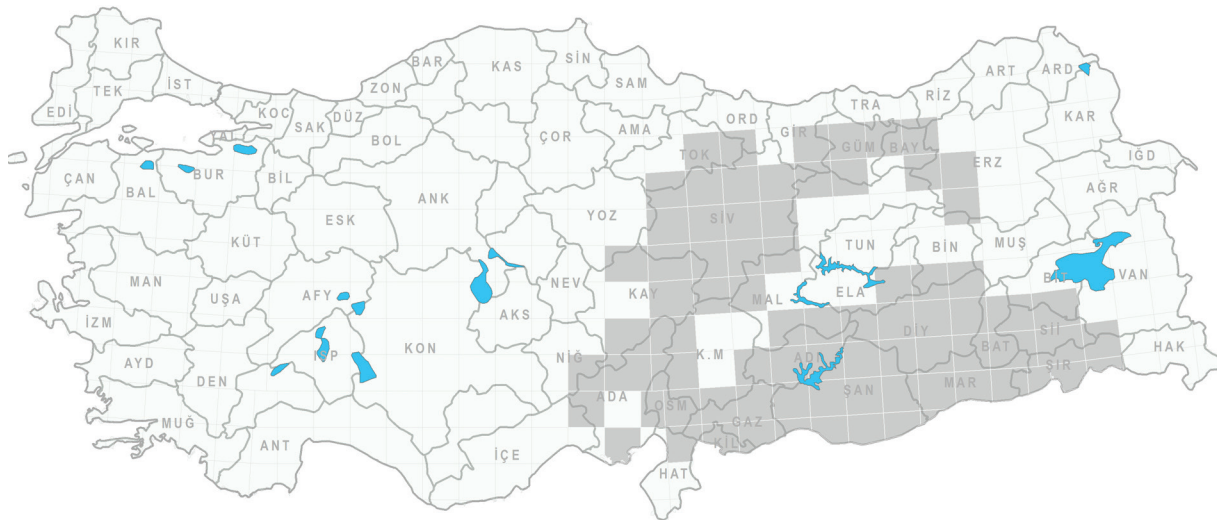 KIR
TEK
EDİ
İST
KOC
SAK
DÜZ
ZON
BAR
BOL
KAS
SİN
SAM
ÇOR
AMA
ORD
TOK
GİR
TRA
GÜM
BAY
RİZ
ART
ARD
KAR
IĞD
ERZ
AĞR
ÇAN
BAL
BUR
BİL
ESK
ANK
YOZ
SİV
TUN
BİN
MUŞ
BİT
VAN
KÜT
MAN
UŞA
AFY
AKS
NEV
KAY
MAL
ELA
İZM
AYD
DEN
ISP
KON
NİĞ
K.M
ADI
DİY
BAT
Sİİ
ŞIR
HAK
MUĞ
ANT
İÇE
ADA
OSM
GAZ
KİL
ŞAN
MAR
HAT